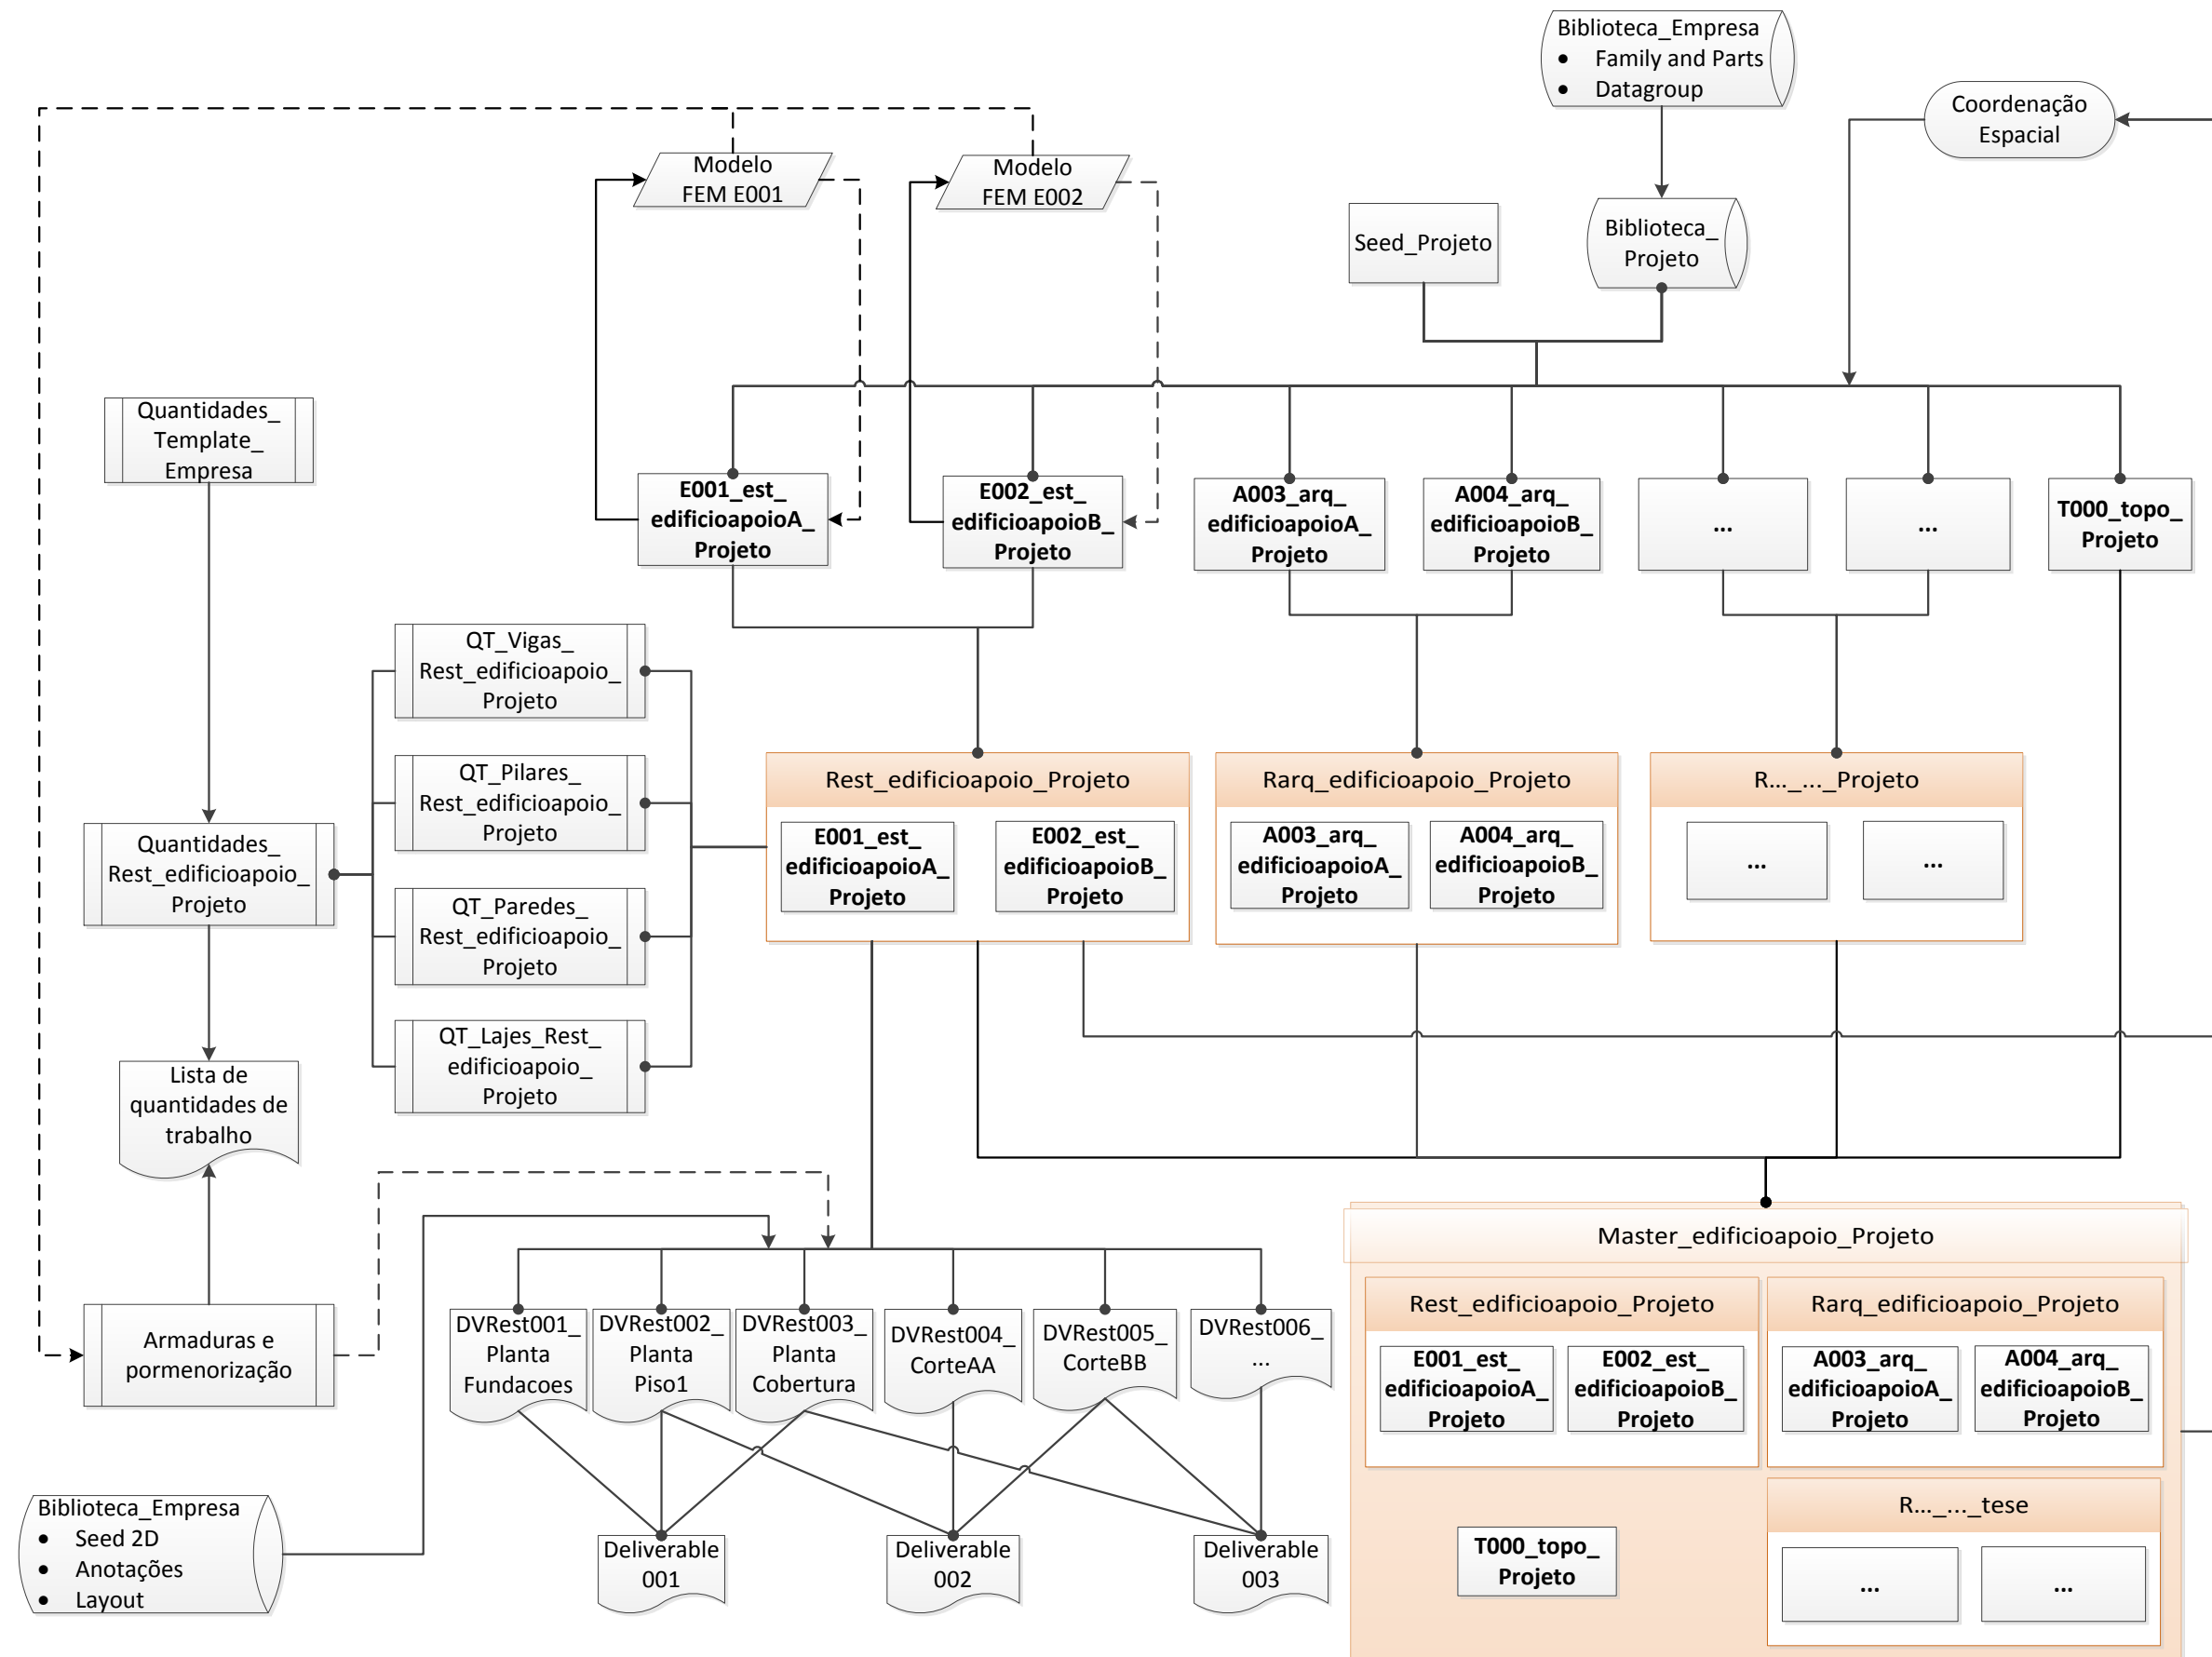 Biblioteca_Empresa
• Family and Parts
• Datagroup
Coordenação
Espacial
Modelo
FEM E001
Modelo
FEM E002
Seed_Projeto
Biblioteca_
Projeto
Quantidades_
Template_
Empresa
E001_est_
edificioapoioA_
Projeto
E002_est_
edificioapoioB_
Projeto
A003_arq_
edificioapoioA_
Projeto
A004_arq_
edificioapoioB_
Projeto
...
...
T000_topo_
Projeto
QT_Vigas_
Rest_edificioapoio_
Projeto
QT_Pilares_
Rest_edificioapoio_
Projeto
QT_Paredes_
Rest_edificioapoio_
Projeto
QT_Lajes_Rest_
edificioapoio_
Projeto
Quantidades_
Rest_edificioapoio_
Projeto
Rest_edificioapoio_Projeto
E001_est_
edificioapoioA_
Projeto
E002_est_
edificioapoioB_
Projeto
Rarq_edificioapoio_Projeto
A003_arq_
edificioapoioA_
Projeto
A004_arq_
edificioapoioB_
Projeto
R..._..._Projeto
...
...
Lista de
quantidades de
trabalho
Armaduras e
pormenorização
DVRest001_
Planta
Fundacoes
DVRest002_
Planta
Piso1
DVRest003_
Planta
Cobertura
DVRest004_
CorteAA
DVRest005_
CorteBB
DVRest006_
...
Master_edificioapoio_Projeto
Rest_edificioapoio_Projeto
E001_est_
edificioapoioA_
Projeto
E002_est_
edificioapoioB_
Projeto
Rarq_edificioapoio_Projeto
A003_arq_
edificioapoioA_
Projeto
A004_arq_
edificioapoioB_
Projeto
T000_topo_
Projeto
R..._..._tese
...
...
Biblioteca_Empresa
• Seed 2D
• Anotações
• Layout
Deliverable
001
Deliverable
002
Deliverable
003